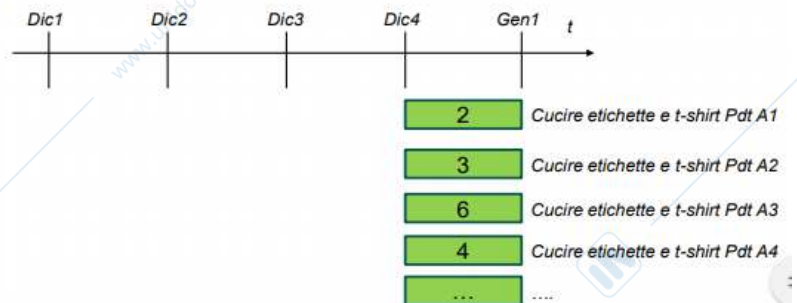 Dic1 Dic2 Dic3 Dic4 Gen1 t
2 Cucire etichette e t-shirt Pdt A1
3 Cucire etichette e t-shirt Pdt A2
6 Cucire etichette e t-shirt Pdt A3
4 Cucire etichette e t-shirt Pdt A4
... ....